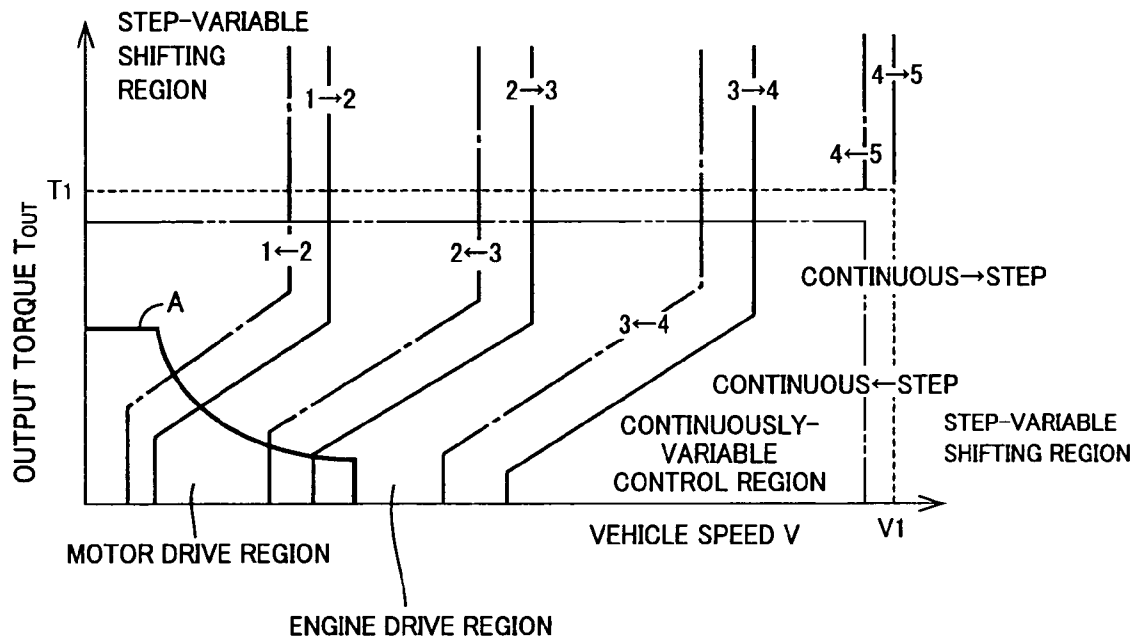 STEP-VARIABLE
SHIFTING
REGION
1→2
2→3
3→4
4→5
4←5
T1
1←2
2←3
3←4
CONTINUOUS→STEP
CONTINUOUS←STEP
A
OUTPUT TORQUE TOUT
CONTINUOUSLY-
VARIABLE
CONTROL REGION
STEP-VARIABLE
SHIFTING REGION
VEHICLE SPEED V
V1
MOTOR DRIVE REGION
ENGINE DRIVE REGION